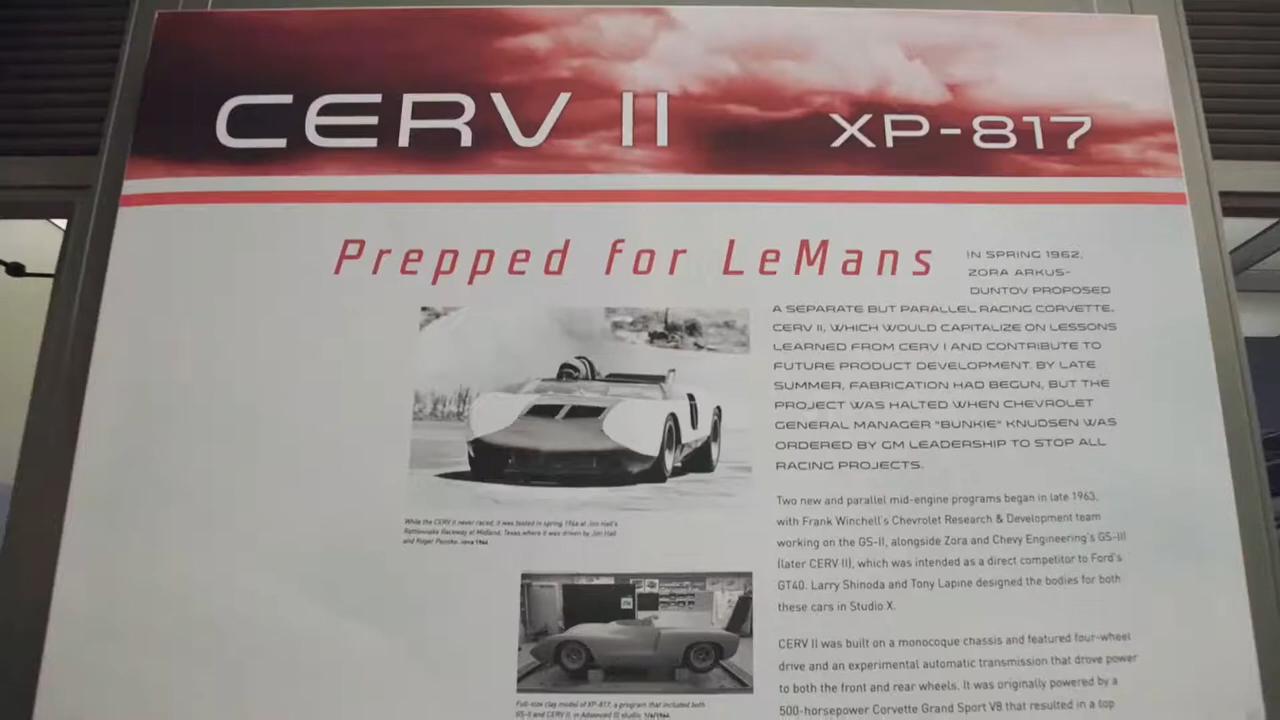 CERV II
XP-817
Prepped for LeMans
IN SPRING 1962,
ZORA ARKUS-
DUNTOV PROPOSED
A SEPARATE BUT PARALLEL RACING CORVETTE,
CERV II, WHICH WOULD CAPITALIZE ON LESSONS
LEARNED FROM CERV I AND CONTRIBUTE TO
FUTURE PRODUCT DEVELOPMENT. BY LATE
SUMMER, FABRICATION HAD BEGUN, BUT THE
PROJECT WAS HALTED WHEN CHEVROLET
GENERAL MANAGER "BUNKIE" KNUDSEN WAS
ORDERED BY GM LEADERSHIP TO STOP ALL
RACING PROJECTS.
While the CERV II never raced, it was tested in spring 1964 at Jim Hall's
Rattlesnake Raceway at Midland, Texas, where it was driven by Jim Hall
and Roger Penske. circa 1964
Two new and parallel mid-engine programs began in late 1963,
with Frank Winchell's Chevrolet Research & Development team
working on the GS-II, alongside Zora and Chevy Engineering's GS-III
(later CERV II), which was intended as a direct competitor to Ford's
GT40. Larry Shinoda and Tony Lapine designed the bodies for both
these cars in Studio X.
Full-size clay model of XP-817, a program that included both
GS-II and CERV II, in Advanced III studio.
CERV II was built on a monocoque chassis and featured four-wheel
drive and an experimental automatic transmission that drove power
to both the front and rear wheels. It was originally powered by a
500-horsepower Corvette Grand Sport V8 that resulted in a top